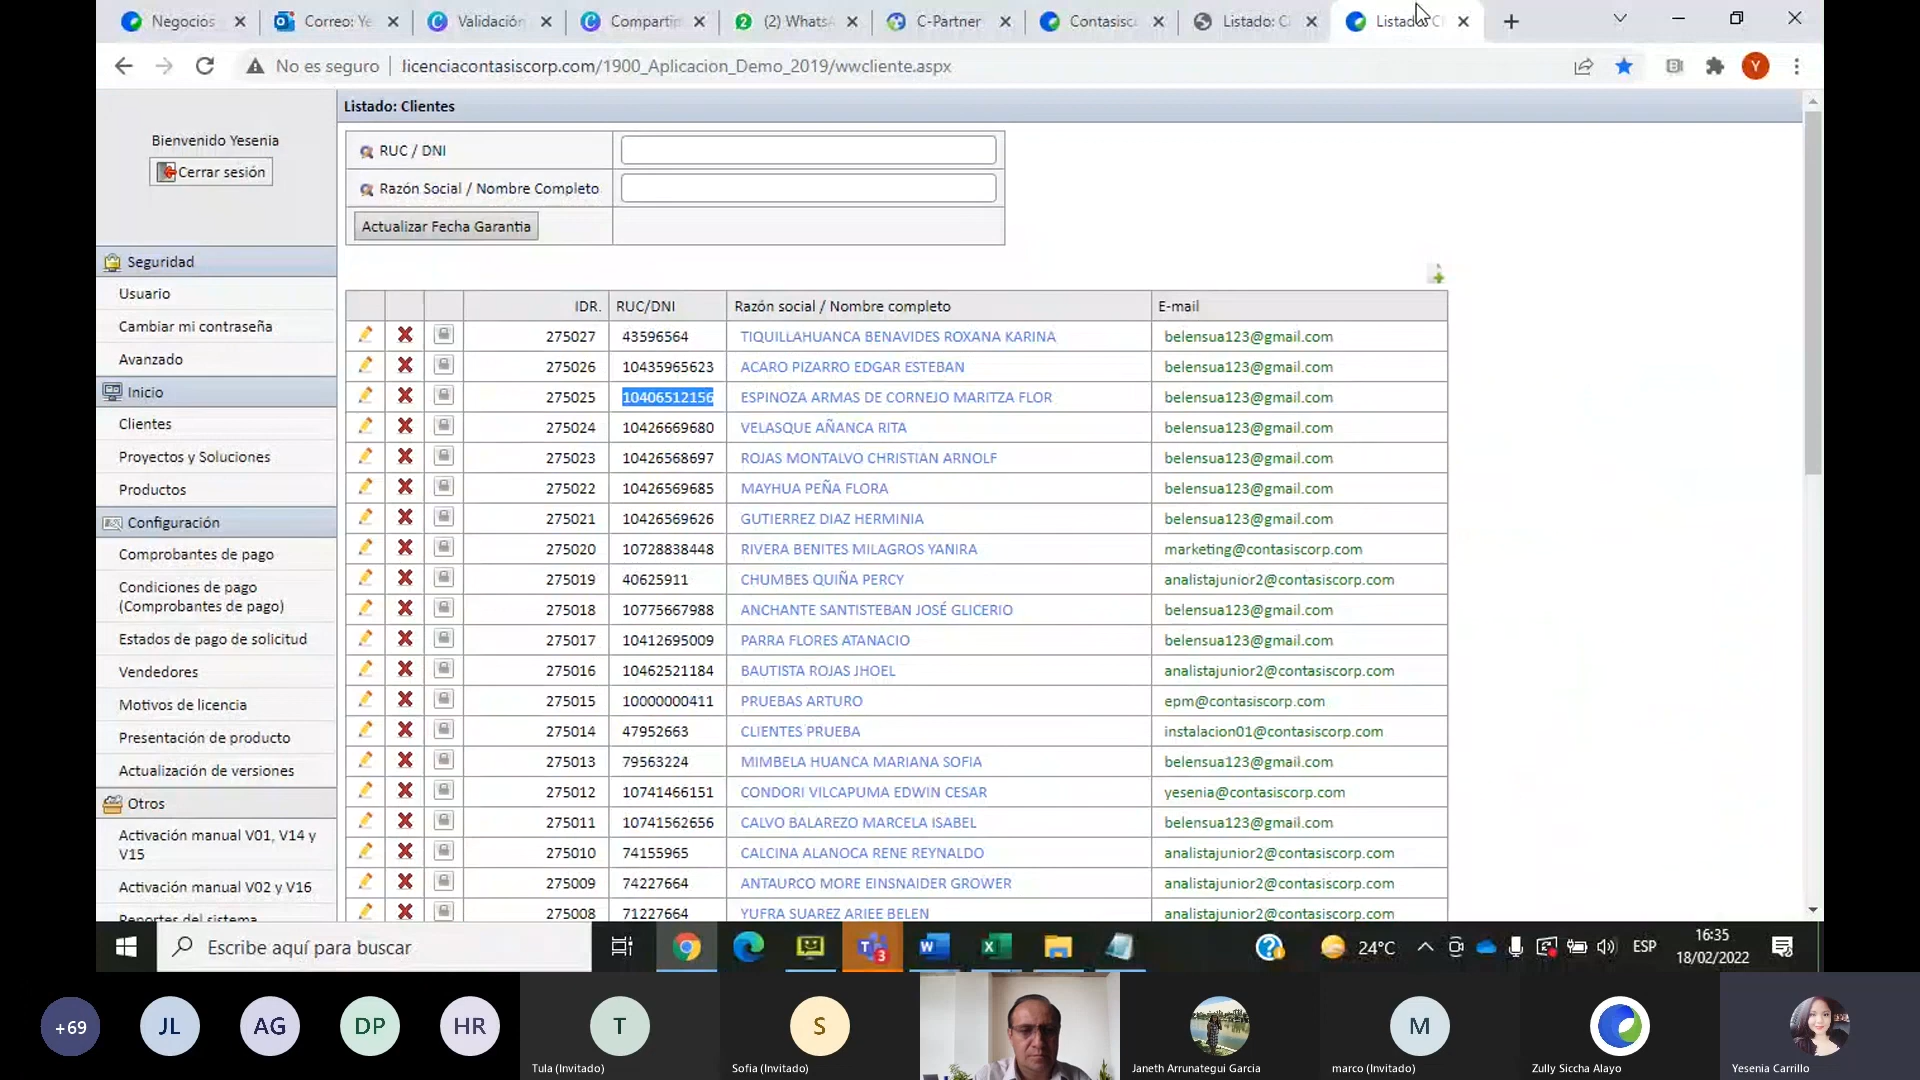 Negocios
Correo: Ye
Validación
Compartir
(2) Whats
C-Partner
Contasisc
Listado: C
Listado: C
No es seguro
licenciacontasiscorp.com/1900_Aplicacion_Demo_2019/wwcliente.aspx
Y
Bienvenido Yesenia
Cerrar sesión
Seguridad
Usuario
Cambiar mi contraseña
Avanzado
Inicio
Clientes
Proyectos y Soluciones
Productos
Configuración
Comprobantes de pago
Condiciones de pago
(Comprobantes de pago)
Estados de pago de solicitud
Vendedores
Motivos de licencia
Presentación de producto
Actualización de versiones
Otros
Activación manual V01, V14 y
V15
Activación manual V02 y V16
Reportes del sistema
Listado: Clientes
RUC / DNI
Razón Social / Nombre Completo
Actualizar Fecha Garantia
IDR. RUC/DNI Razón social / Nombre completo E-mail
275027 43596564 TIQUILLAHUANCA BENAVIDES ROXANA KARINA belensua123@gmail.com
275026 10435965623 ACARO PIZARRO EDGAR ESTEBAN belensua123@gmail.com
275025 10406512156 ESPINOZA ARMAS DE CORNEJO MARITZA FLOR belensua123@gmail.com
275024 10426669680 VELASQUE AÑANCA RITA belensua123@gmail.com
275023 10426568697 ROJAS MONTALVO CHRISTIAN ARNOLF belensua123@gmail.com
275022 10426569685 MAYHUA PEÑA FLORA belensua123@gmail.com
275021 10426569626 GUTIERREZ DIAZ HERMINIA belensua123@gmail.com
275020 10728838448 RIVERA BENITES MILAGROS YANIRA marketing@contasiscorp.com
275019 40625911 CHUMBES QUIÑA PERCY analistajunior2@contasiscorp.com
275018 10775667988 ANCHANTE SANTISTEBAN JOSÉ GLICERIO belensua123@gmail.com
275017 10412695009 PARRA FLORES ATANACIO belensua123@gmail.com
275016 10462521184 BAUTISTA ROJAS JHOEL analistajunior2@contasiscorp.com
275015 10000000411 PRUEBAS ARTURO epm@contasiscorp.com
275014 47952663 CLIENTES PRUEBA instalacion01@contasiscorp.com
275013 79563224 MIMBELA HUANCA MARIANA SOFIA belensua123@gmail.com
275012 10741466151 CONDORI VILCAPUMA EDWIN CESAR yesenia@contasiscorp.com
275011 10741562656 CALVO BALAREZO MARCELA ISABEL belensua123@gmail.com
275010 74155965 CALCINA ALANOCA RENE REYNALDO analistajunior2@contasiscorp.com
275009 74227664 ANTAURCO MORE EINSNAIDER GROWER analistajunior2@contasiscorp.com
275008 71227664 YUFRA SUAREZ ARIEE BELEN analistajunior2@contasiscorp.com
Escribe aquí para buscar
3
24°C
ESP
16:35
18/02/2022
+69
JL
AG
DP
HR
T
Tula (Invitado)
S
Sofia (Invitado)
Janeth Arrunategui Garcia
M
marco (Invitado)
Zully Siccha Alayo
Yesenia Carrillo